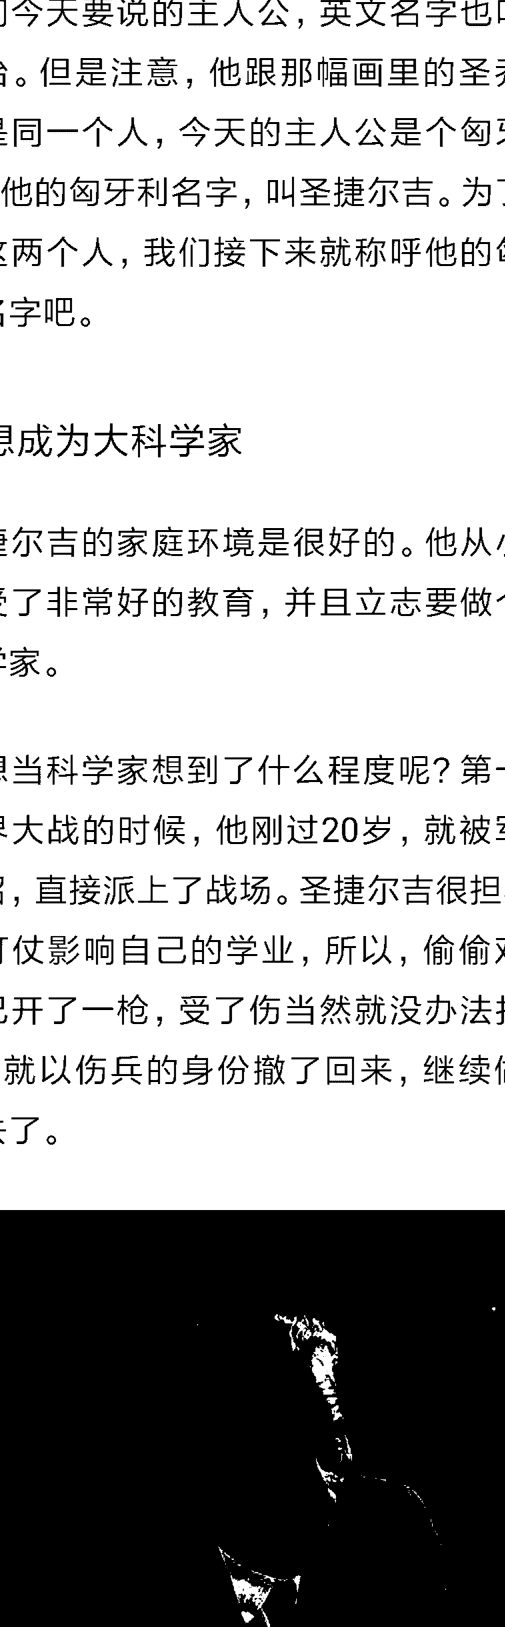 今天要说的主人公，英文名字也
。但是注意，他跟那幅画里的圣
是同一个人，今天的主人公是个匈
他的匈牙利名字，叫圣捷尔吉。为
这两个人，我们接下来就称呼他的
名字吧。
想成为大科学家
捷尔吉的家庭环境是很好的。他从小
受了非常好的教育，并且立志要做个
学家。
想当科学家想到了什么程度呢？第一
界大战的时候，他刚过20岁，就被军
召，直接派上了战场。圣捷尔吉很担
打仗影响自己的学业，所以，偷偷对
己开了一枪，受了伤当然就没办法打
就以伤兵的身份撤了回来，继续做
去了。